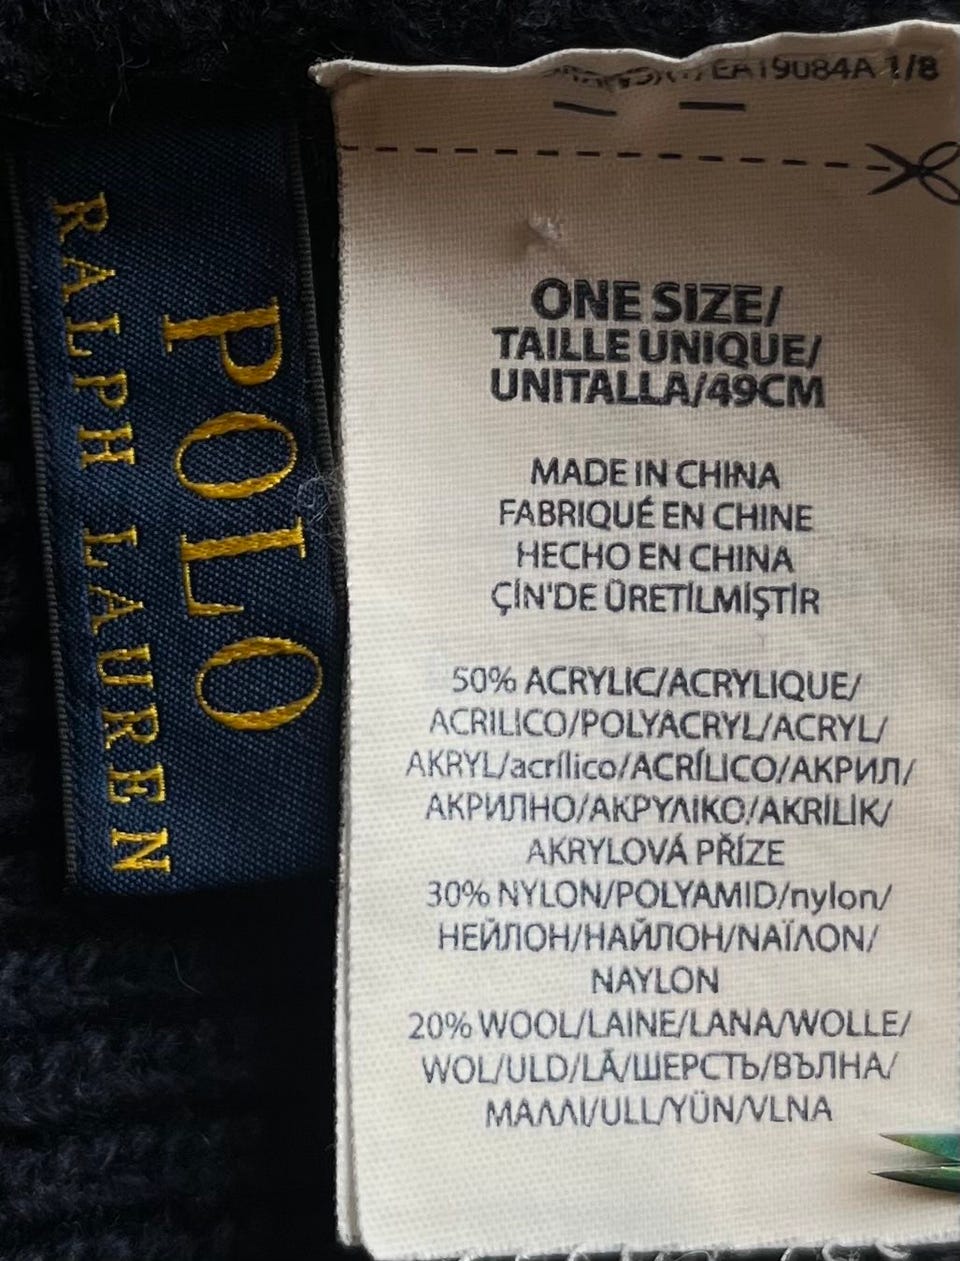 POLO
RALPH LAUREN
EA19084A 1/8
ONE SIZE/
TAILLE UNIQUE/
UNITALLA/49CM
MADE IN CHINA
FABRIQUÉ EN CHINE
HECHO EN CHINA
ÇİN'DE ÜRETİLMİŞTİR
50% ACRYLIC/ACRYLIQUE/
ACRILICO/POLYACRYL/ACRYL/
AKRYL/acrílico/ACRÍLICO/АКРИЛ/
АКРИЛНО/ΑΚΡΥΛΙΚΟ/AKRİLİK/
AKRYLOVÁ PŘÍZE
30% NYLON/POLYAMID/nylon/
НЕЙЛОН/НАЙЛОН/ΝΑΪΛΟΝ/
NAYLON
20% WOOL/LAINE/LANA/WOLLE/
WOL/ULD/LÃ/ШЕРСТЬ/ВЪЛНА/
ΜΑΛΛΙ/ULL/YÜN/VLNA